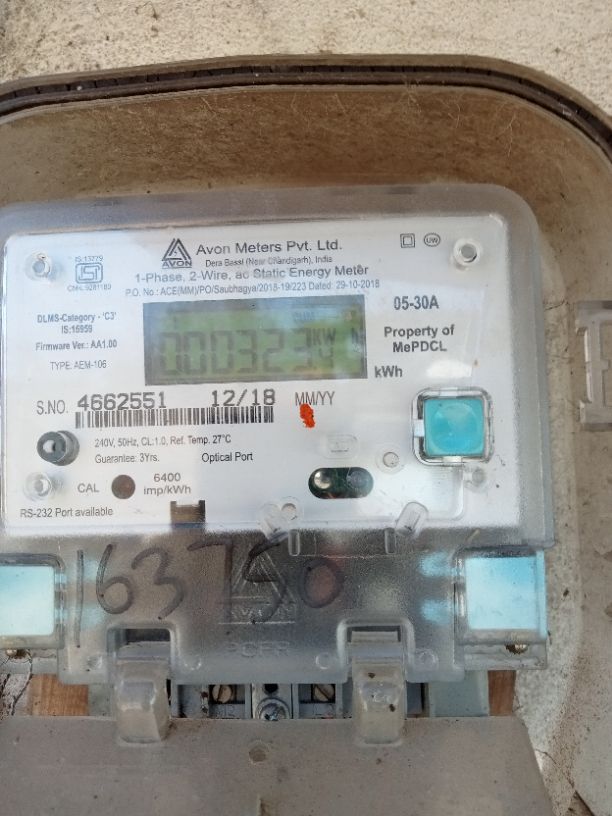 Avon Meters Pvt. Ltd.
AVON
Dera Bassi (Near Chandigarh), India
IS:13779
ISI
1-Phase, 2-Wire, ac Static Energy Meter
P.O. No.: ACE(MM)/PO/Saubhagya/2018-19/223 Dated: 29-10-2018
UW
DLMS-Category - 'C3'
IS:15959
Firmware Ver.: AA1.00
TYPE: AEM-106
05-30A
Property of
MePDCL
kWh
S.NO. 4662551 12/18 MM/YY
240V, 50Hz, CL:1.0, Ref. Temp. 27°C
Guarantee: 3Yrs. Optical Port
CAL 6400
imp/kWh
RS-232 Port available
163750
AVON